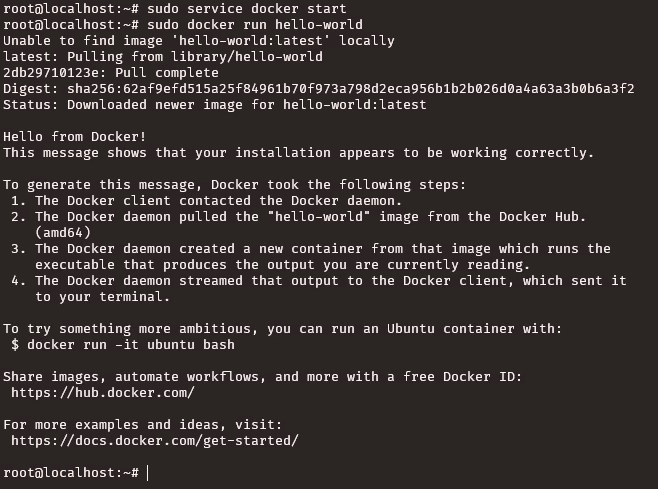 root@localhost:~# sudo service docker start
root@localhost:~# sudo docker run hello-world
Unable to find image 'hello-world:latest' locally
latest: Pulling from library/hello-world
2db29710123e: Pull complete
Digest: sha256:62af9efd515a25f84961b70f973a798d2eca956b1b2b026d0a4a63a3b0b6a3f2
Status: Downloaded newer image for hello-world:latest

Hello from Docker!
This message shows that your installation appears to be working correctly.

To generate this message, Docker took the following steps:
 1. The Docker client contacted the Docker daemon.
 2. The Docker daemon pulled the "hello-world" image from the Docker Hub.
    (amd64)
 3. The Docker daemon created a new container from that image which runs the
    executable that produces the output you are currently reading.
 4. The Docker daemon streamed that output to the Docker client, which sent it
    to your terminal.

To try something more ambitious, you can run an Ubuntu container with:
 $ docker run -it ubuntu bash

Share images, automate workflows, and more with a free Docker ID:
 https://hub.docker.com/

For more examples and ideas, visit:
 https://docs.docker.com/get-started/

root@localhost:~#